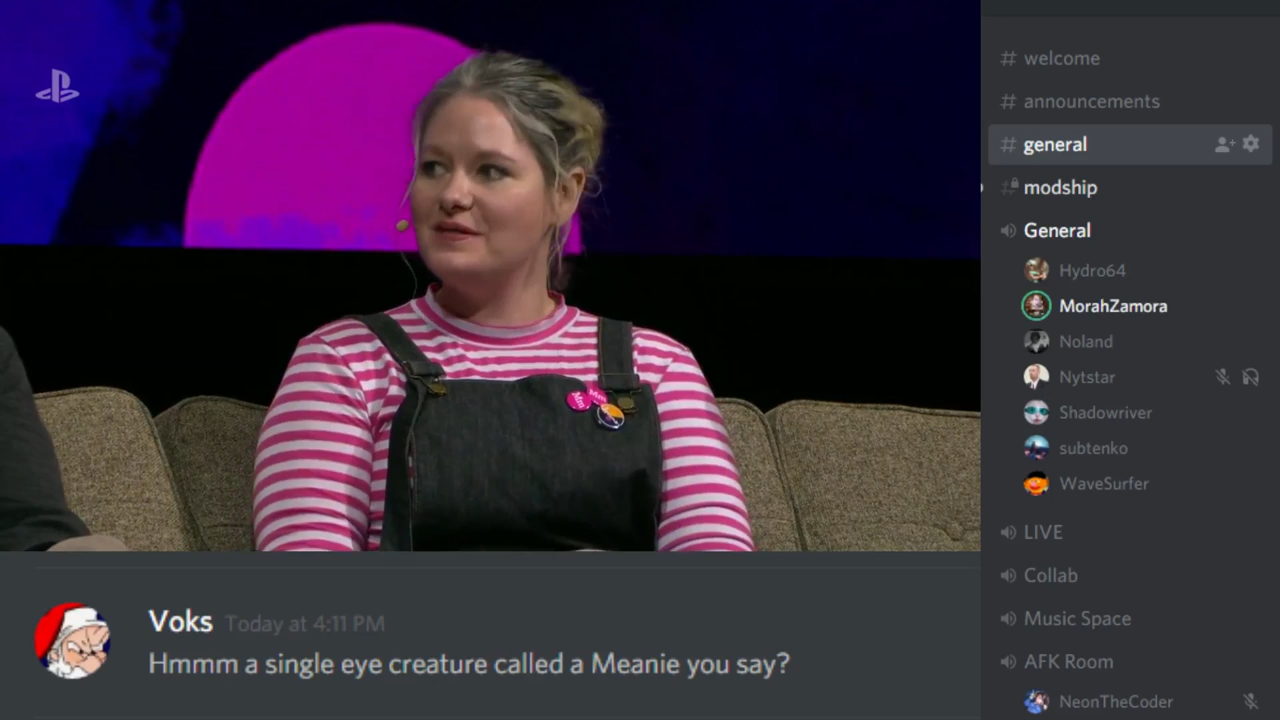 welcome
announcements
general
modship
General
Hydro64
MorahZamora
Noland
Nytstar
Shadowriver
subtenko
WaveSurfer
LIVE
Collab
Music Space
AFK Room
NeonTheCoder
Voks Today at 4:11 PM
Hmmm a single eye creature called a Meanie you say?